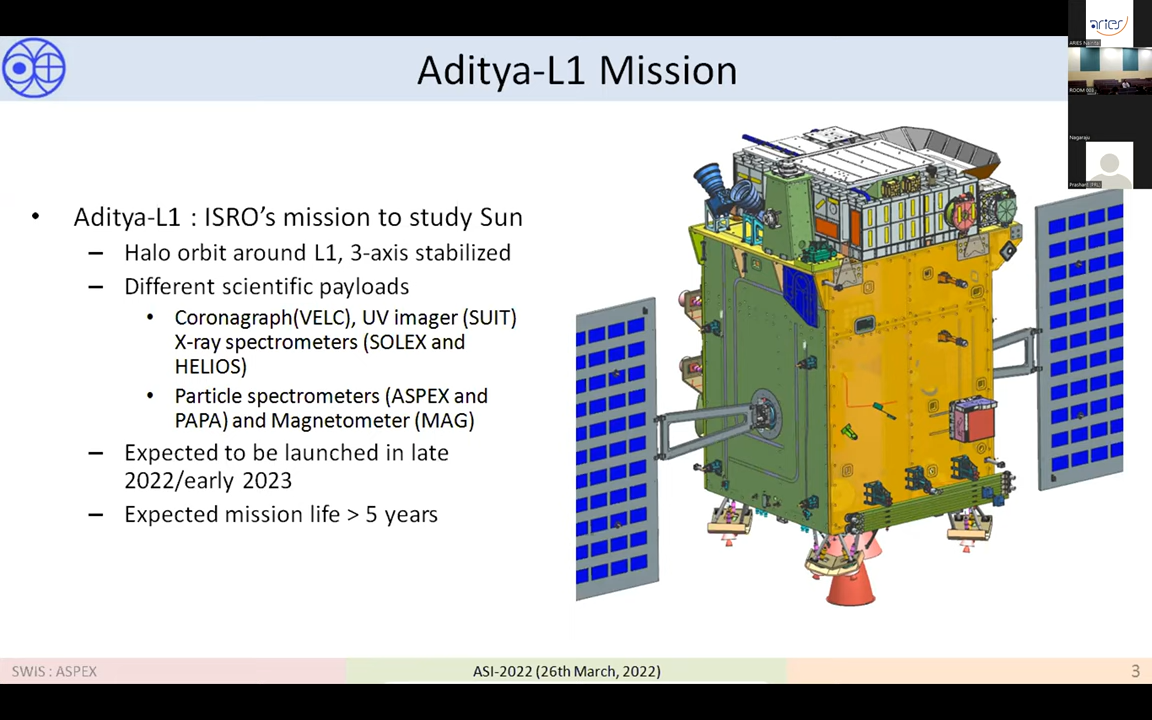 Aditya-L1 Mission
aries
ARIES Nainital
ROOM 001
Nagaraju
Prashant (PRL)
• Aditya-L1 : ISRO’s mission to study Sun
– Halo orbit around L1, 3-axis stabilized
– Different scientific payloads
• Coronagraph(VELC), UV imager (SUIT)
X-ray spectrometers (SOLEX and
HELIOS)
• Particle spectrometers (ASPEX and
PAPA) and Magnetometer (MAG)
– Expected to be launched in late
2022/early 2023
– Expected mission life > 5 years
SWIS : ASPEX
ASI-2022 (26th March, 2022)
3